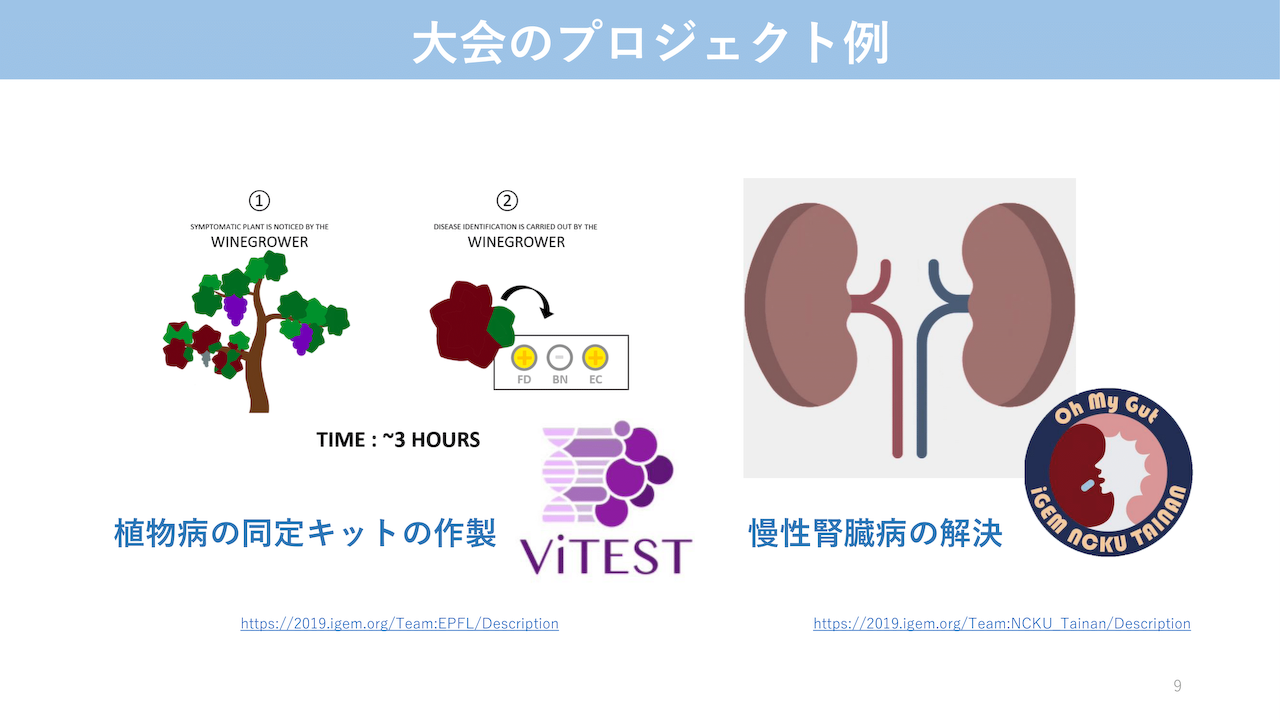 大会のプロジェクト例
①
SYMPTOMATIC PLANT IS NOTICED BY THE
WINEGROWER
②
DISEASE IDENTIFICATION IS CARRIED OUT BY THE
WINEGROWER
+ - +
FD BN EC
TIME : ~3 HOURS
ViTEST
植物病の同定キットの作製
https://2019.igem.org/Team:EPFL/Description
Oh My Gut
iGEM NCKU TAINAN
慢性腎臓病の解決
https://2019.igem.org/Team:NCKU_Tainan/Description
9